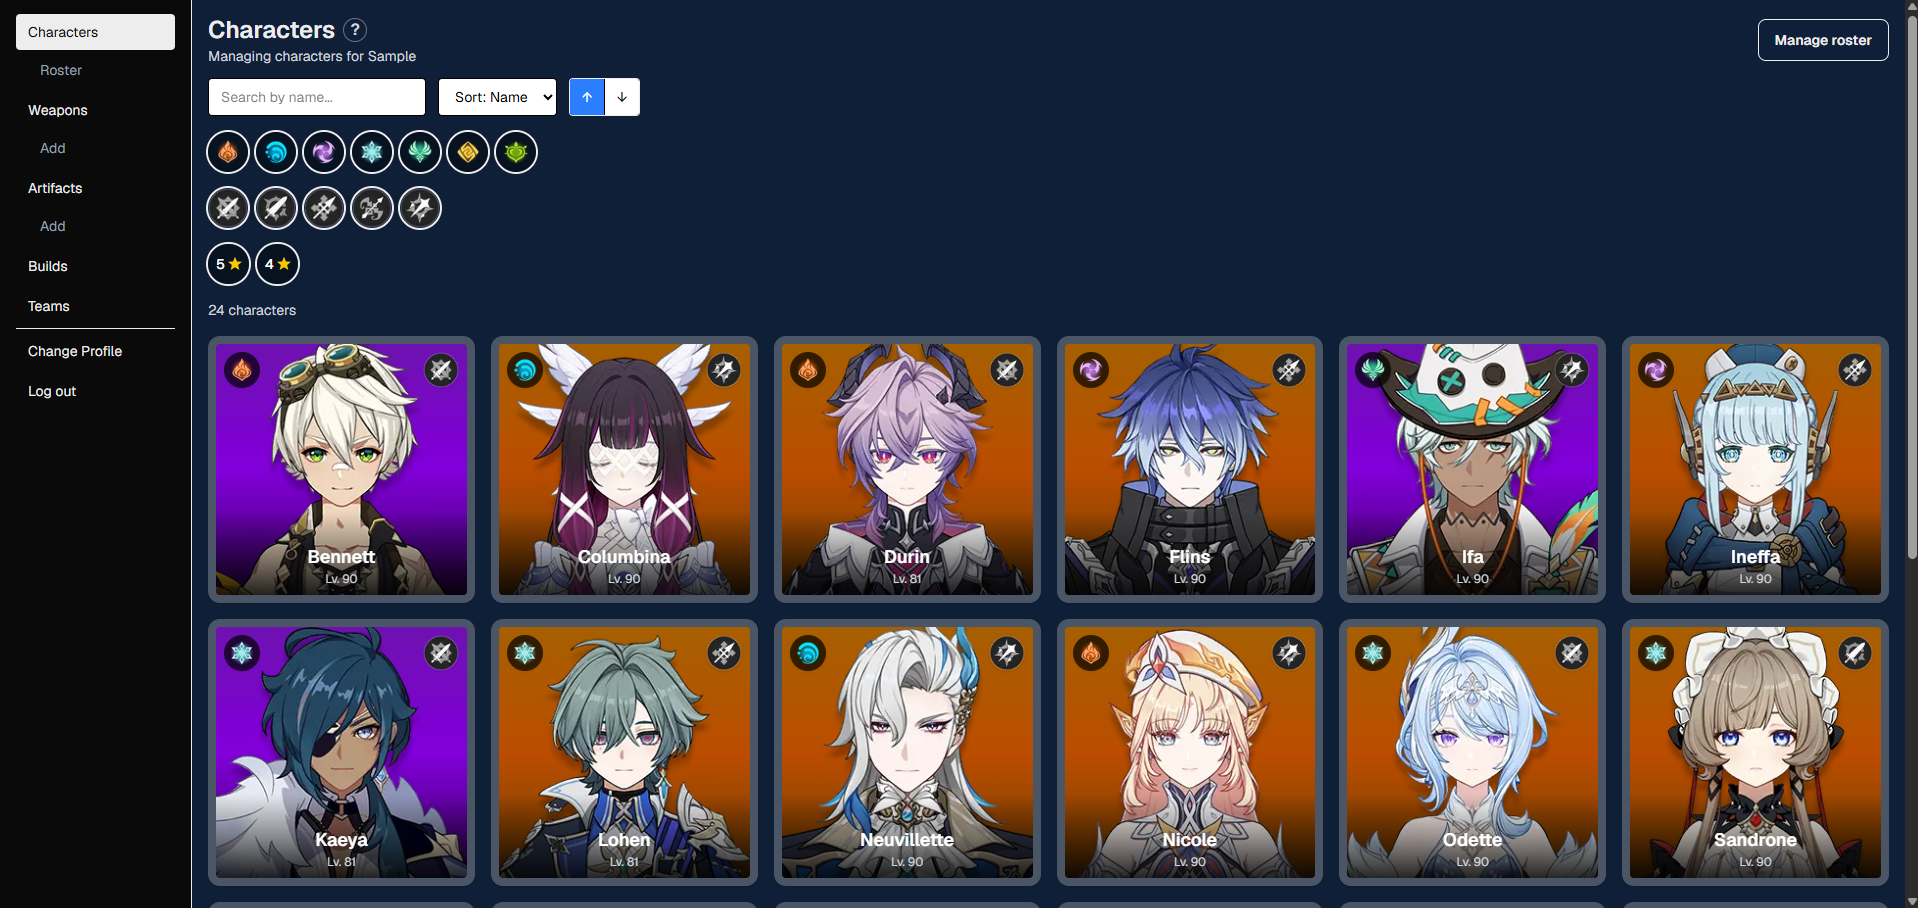 Characters
Roster
Weapons
Add
Artifacts
Add
Builds
Teams
Change Profile
Log out
Characters ?
Managing characters for Sample
Manage roster
Search by name...
Sort: Name
5
4
24 characters
Bennett
Lv. 90
Columbina
Lv. 90
Durin
Lv. 81
Flins
Lv. 90
Ifa
Lv. 90
Ineffa
Lv. 90
Kaeya
Lv. 81
Lohen
Lv. 81
Neuvillette
Lv. 90
Nicole
Lv. 90
Odette
Lv. 90
Sandrone
Lv. 90